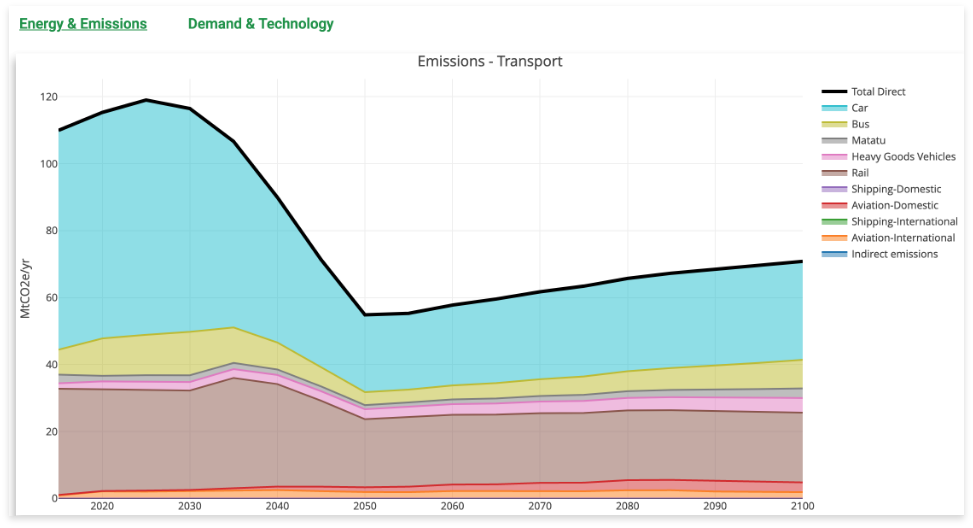 Energy & Emissions
Demand & Technology
Emissions - Transport
MtCO2e/yr
120
100
80
60
40
20
0
2020
2030
2040
2050
2060
2070
2080
2090
2100
Total Direct
Car
Bus
Matatu
Heavy Goods Vehicles
Rail
Shipping-Domestic
Aviation-Domestic
Shipping-International
Aviation-International
Indirect emissions